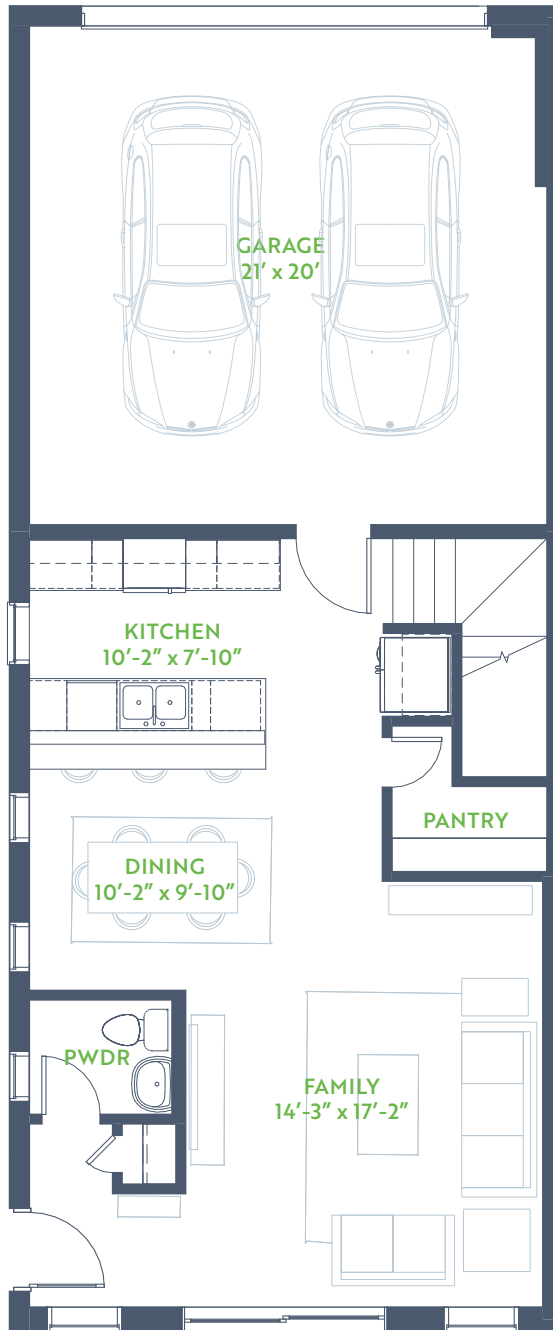 GARAGE
21′ x 20′
KITCHEN
10′-2″ x 7′-10″
PANTRY
DINING
10′-2″ x 9′-10″
PWDR
FAMILY
14′-3″ x 17′-2″